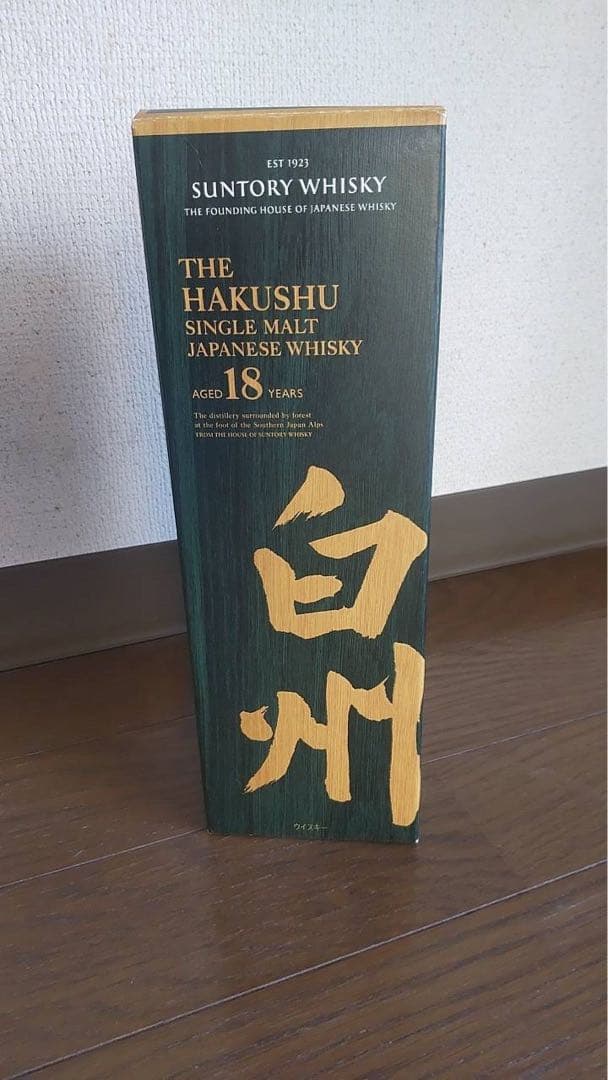 EST 1923
SUNTORY WHISKY
THE FOUNDING HOUSE OF JAPANESE WHISKY
THE
HAKUSHU
SINGLE MALT
JAPANESE WHISKY
AGED 18 YEARS
The distillery surrounded by forest
at the foot of the Southern Japan Alps
FROM THE HOUSE OF SUNTORY WHISKY
白
州
ウイスキー